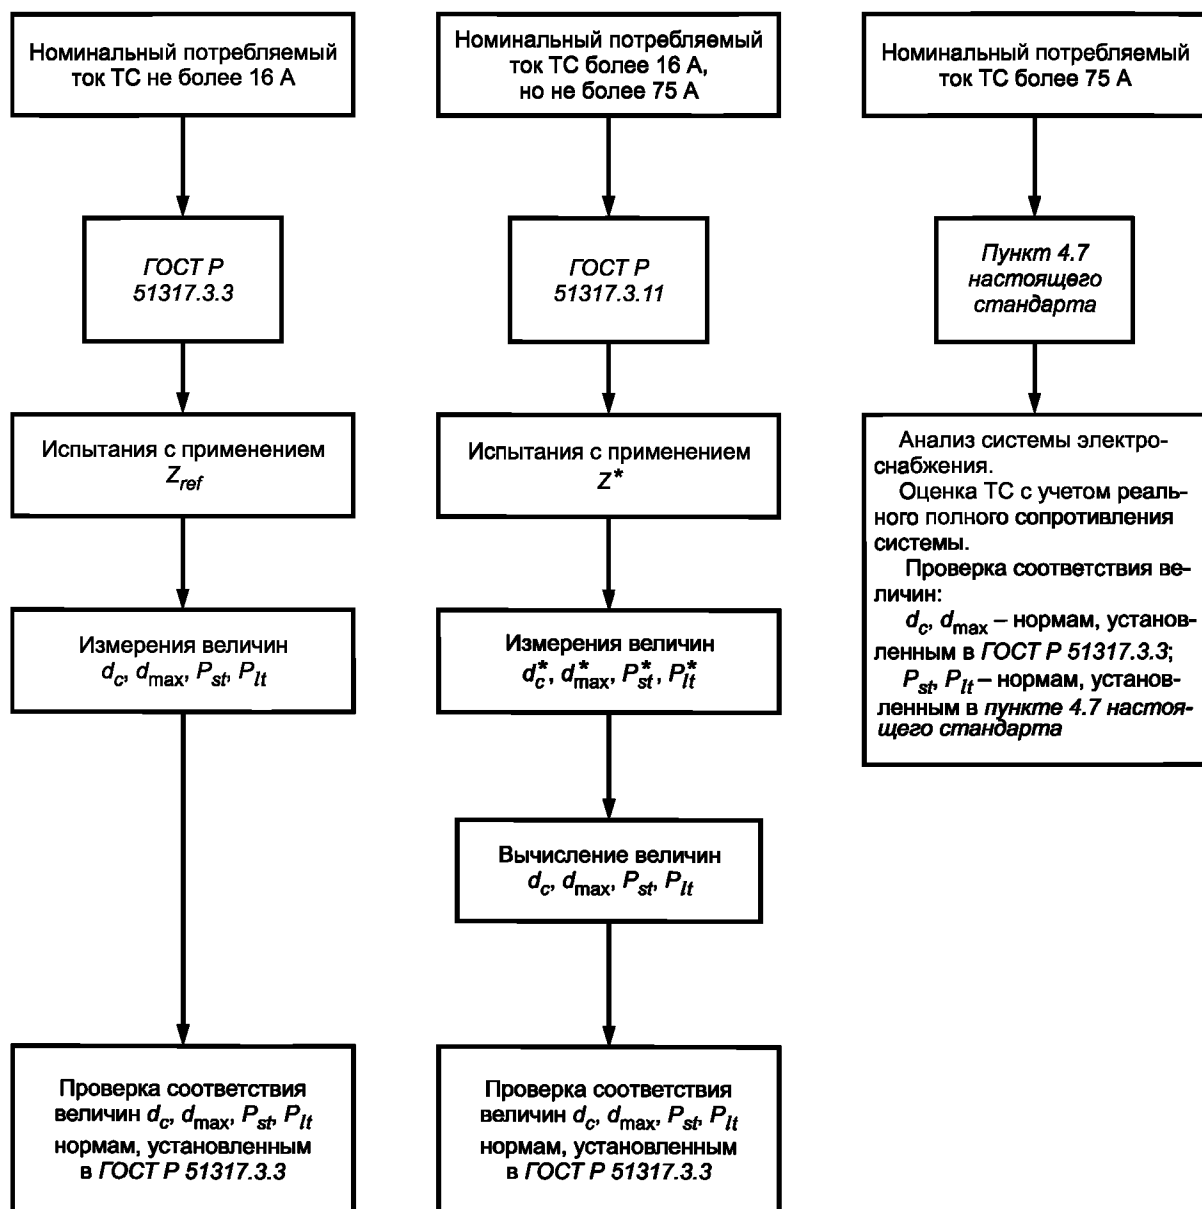 Номинальный потребляемый
ток ТС не более 16 А
Номинальный потребляемый
ток ТС более 16 А,
но не более 75 А
Номинальный потребляемый
ток ТС более 75 А
ГОСТ Р
51317.3.3
ГОСТ Р
51317.3.11
Пункт 4.7
настоящего
стандарта
Испытания с применением
Z_ref
Испытания с применением
Z*
Анализ системы электро-
снабжения.
Оценка ТС с учетом реаль-
ного полного сопротивления
системы.
Проверка соответствия ве-
личин:
d_c, d_max – нормам, установ-
ленным в ГОСТ Р 51317.3.3;
P_st, P_lt – нормам, установ-
ленным в пункте 4.7 настоя-
щего стандарта
Измерения величин
d_c, d_max, P_st, P_lt
Измерения величин
d*_c, d*_max, P*_st, P*_lt
Вычисление величин
d_c, d_max, P_st, P_lt
Проверка соответствия
величин d_c, d_max, P_st, P_lt
нормам, установленным
в ГОСТ Р 51317.3.3
Проверка соответствия
величин d_c, d_max, P_st, P_lt
нормам, установленным
в ГОСТ Р 51317.3.3